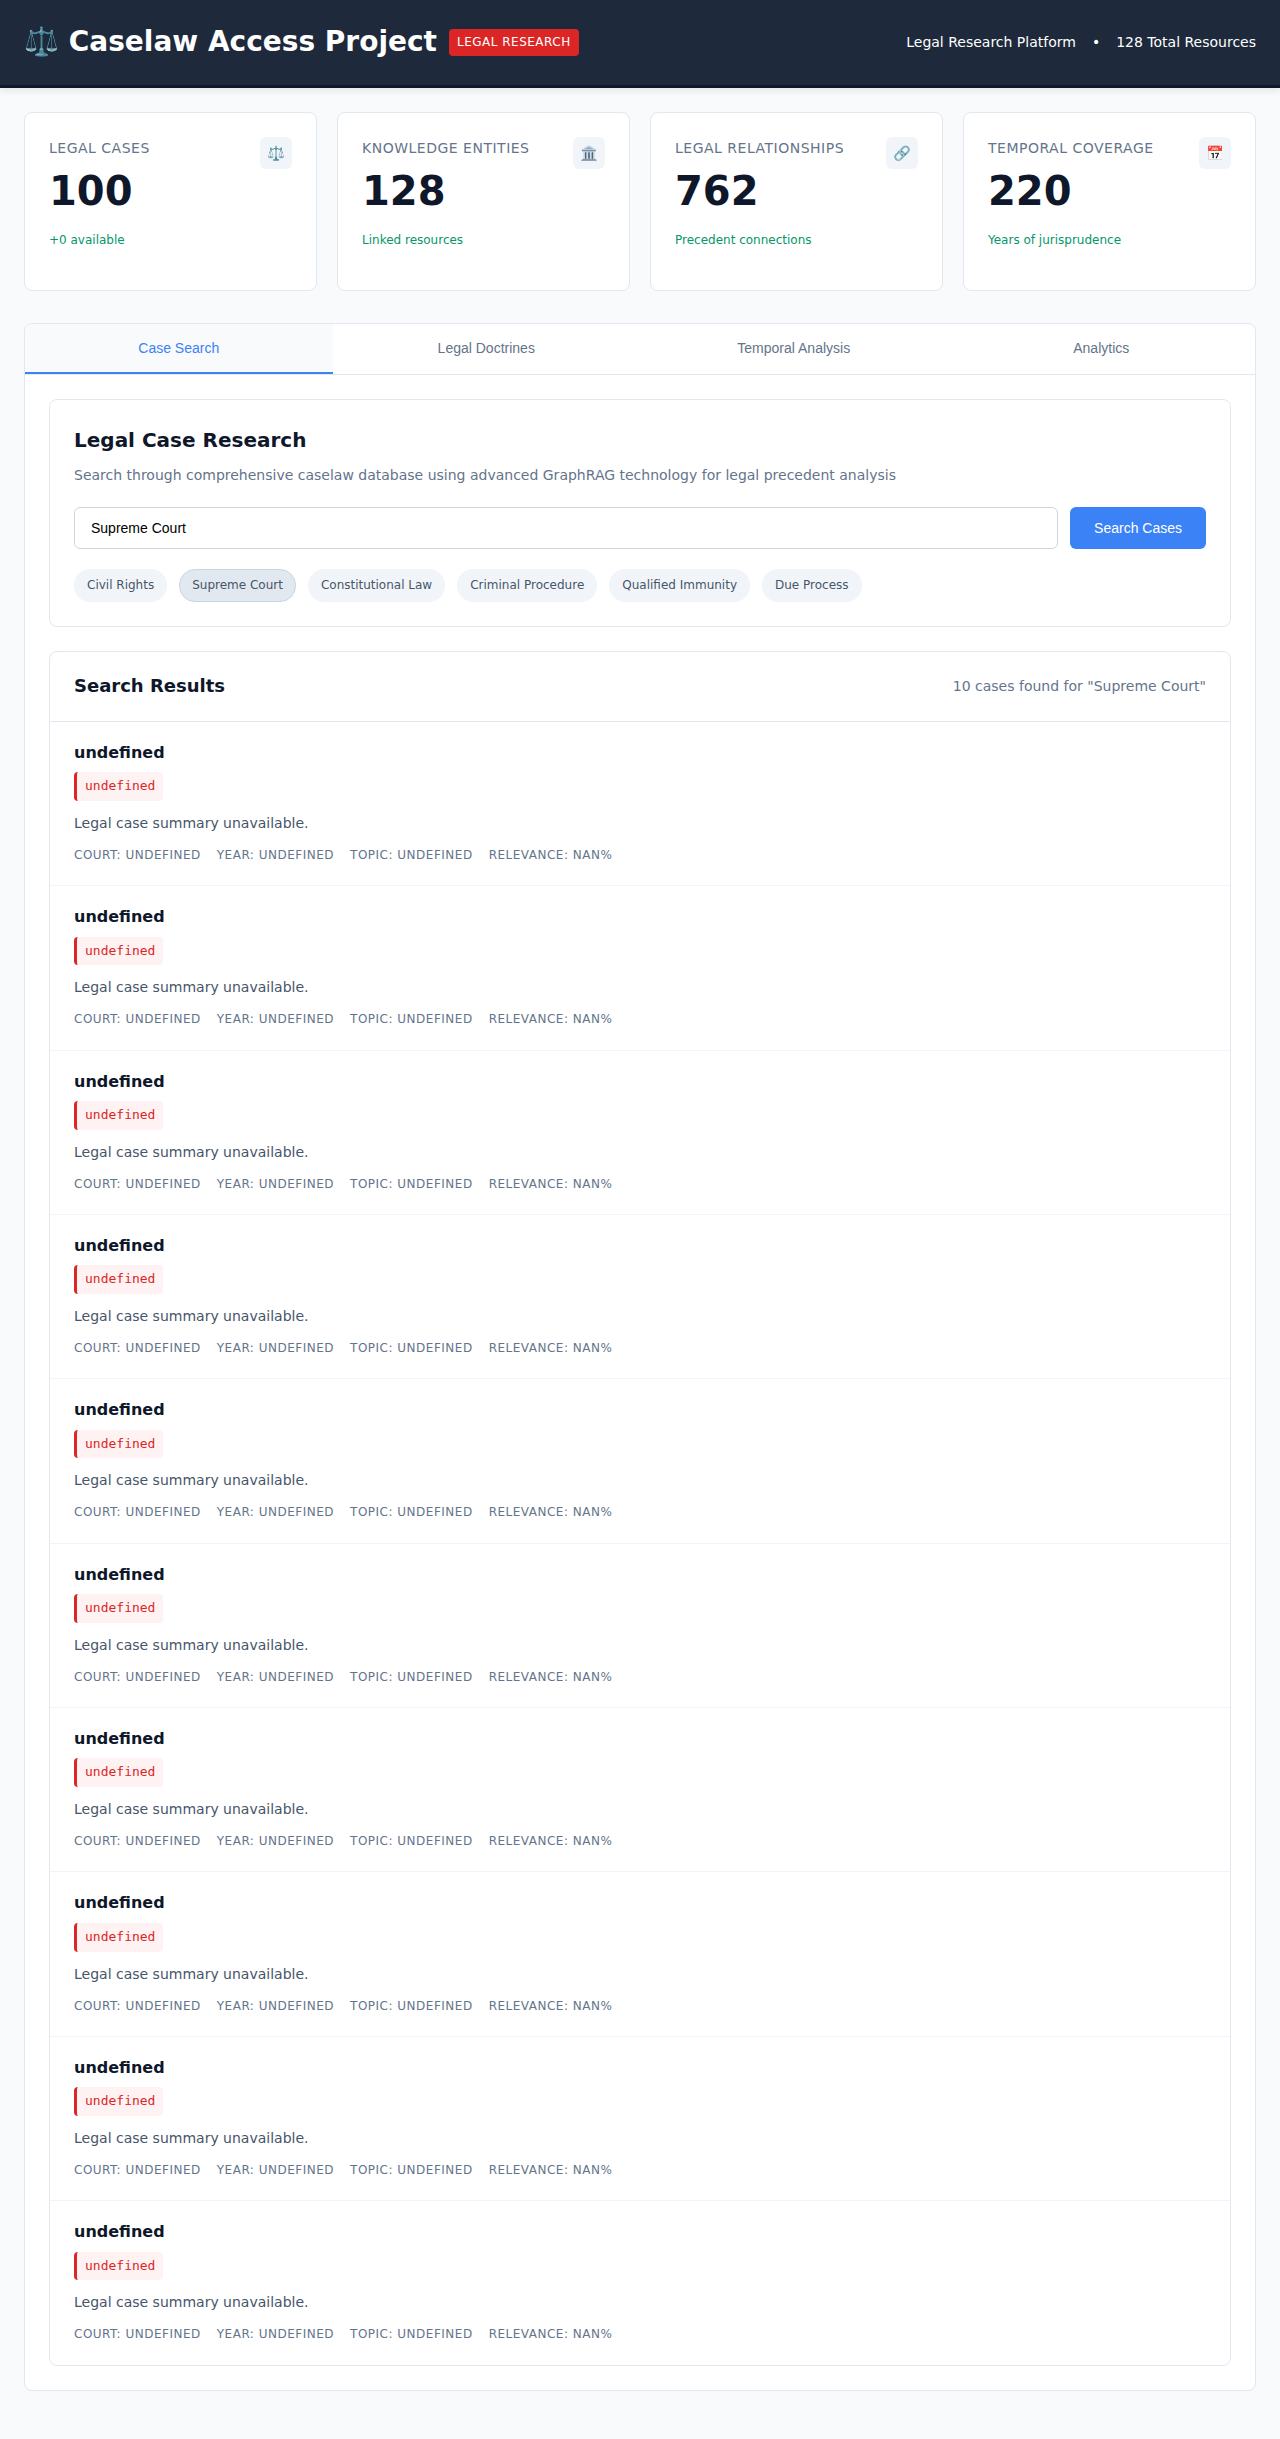 ⚖️ Caselaw Access Project LEGAL RESEARCH
Legal Research Platform • 128 Total Resources
LEGAL CASES
100
+0 available
KNOWLEDGE ENTITIES
128
Linked resources
LEGAL RELATIONSHIPS
762
Precedent connections
TEMPORAL COVERAGE
220
Years of jurisprudence
Case Search
Legal Doctrines
Temporal Analysis
Analytics
Legal Case Research
Search through comprehensive caselaw database using advanced GraphRAG technology for legal precedent analysis
Supreme Court
Search Cases
Civil Rights
Supreme Court
Constitutional Law
Criminal Procedure
Qualified Immunity
Due Process
Search Results
10 cases found for "Supreme Court"
undefined
undefined
Legal case summary unavailable.
COURT: UNDEFINED YEAR: UNDEFINED TOPIC: UNDEFINED RELEVANCE: NAN%
undefined
undefined
Legal case summary unavailable.
COURT: UNDEFINED YEAR: UNDEFINED TOPIC: UNDEFINED RELEVANCE: NAN%
undefined
undefined
Legal case summary unavailable.
COURT: UNDEFINED YEAR: UNDEFINED TOPIC: UNDEFINED RELEVANCE: NAN%
undefined
undefined
Legal case summary unavailable.
COURT: UNDEFINED YEAR: UNDEFINED TOPIC: UNDEFINED RELEVANCE: NAN%
undefined
undefined
Legal case summary unavailable.
COURT: UNDEFINED YEAR: UNDEFINED TOPIC: UNDEFINED RELEVANCE: NAN%
undefined
undefined
Legal case summary unavailable.
COURT: UNDEFINED YEAR: UNDEFINED TOPIC: UNDEFINED RELEVANCE: NAN%
undefined
undefined
Legal case summary unavailable.
COURT: UNDEFINED YEAR: UNDEFINED TOPIC: UNDEFINED RELEVANCE: NAN%
undefined
undefined
Legal case summary unavailable.
COURT: UNDEFINED YEAR: UNDEFINED TOPIC: UNDEFINED RELEVANCE: NAN%
undefined
undefined
Legal case summary unavailable.
COURT: UNDEFINED YEAR: UNDEFINED TOPIC: UNDEFINED RELEVANCE: NAN%
undefined
undefined
Legal case summary unavailable.
COURT: UNDEFINED YEAR: UNDEFINED TOPIC: UNDEFINED RELEVANCE: NAN%